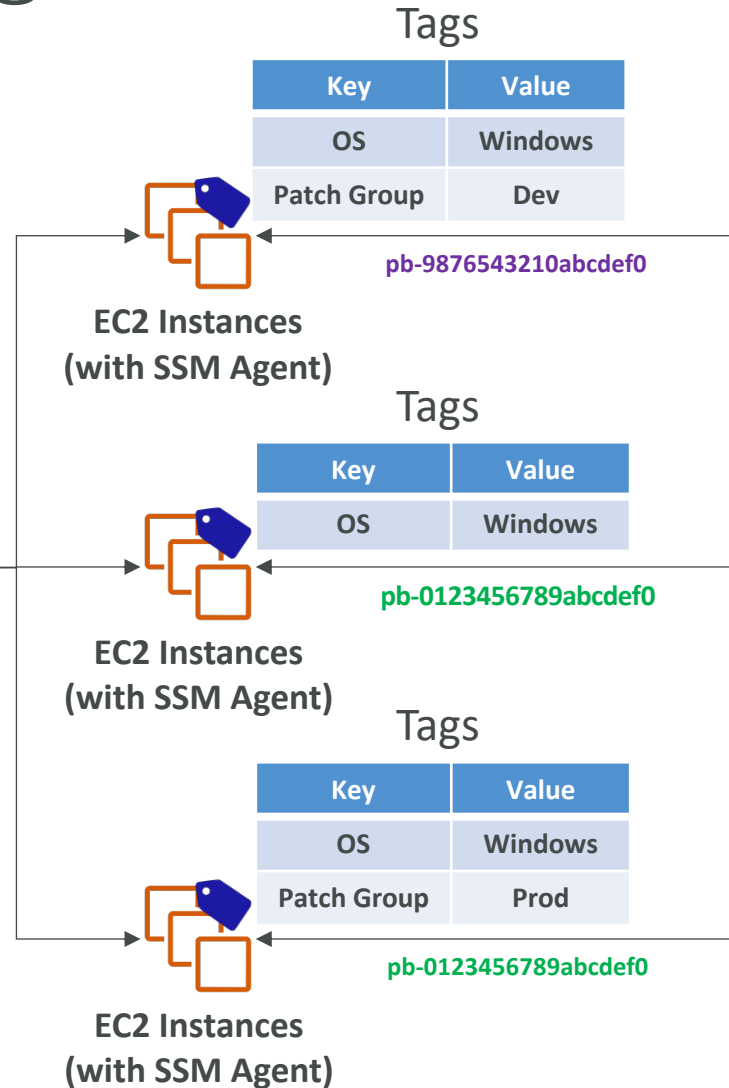 Tags
Key Value
OS Windows
Patch Group Dev
pb-9876543210abcdef0
EC2 Instances
(with SSM Agent)
Tags
Key Value
OS Windows
pb-0123456789abcdef0
EC2 Instances
(with SSM Agent)
Tags
Key Value
OS Windows
Patch Group Prod
pb-0123456789abcdef0
EC2 Instances
(with SSM Agent)